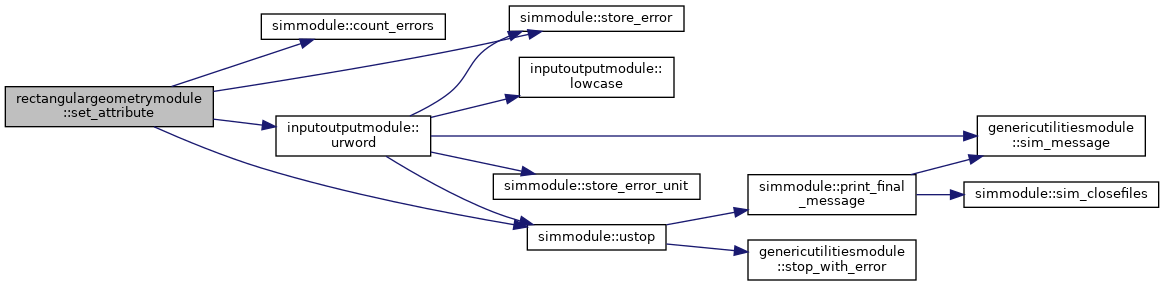 rectangulargeometrymodule
::set_attribute
simmodule::count_errors
simmodule::store_error
inputoutputmodule::
urword
inputoutputmodule::
lowcase
genericutilitiesmodule
::sim_message
simmodule::store_error_unit
simmodule::ustop
simmodule::print_final
_message
simmodule::sim_closefiles
genericutilitiesmodule
::stop_with_error